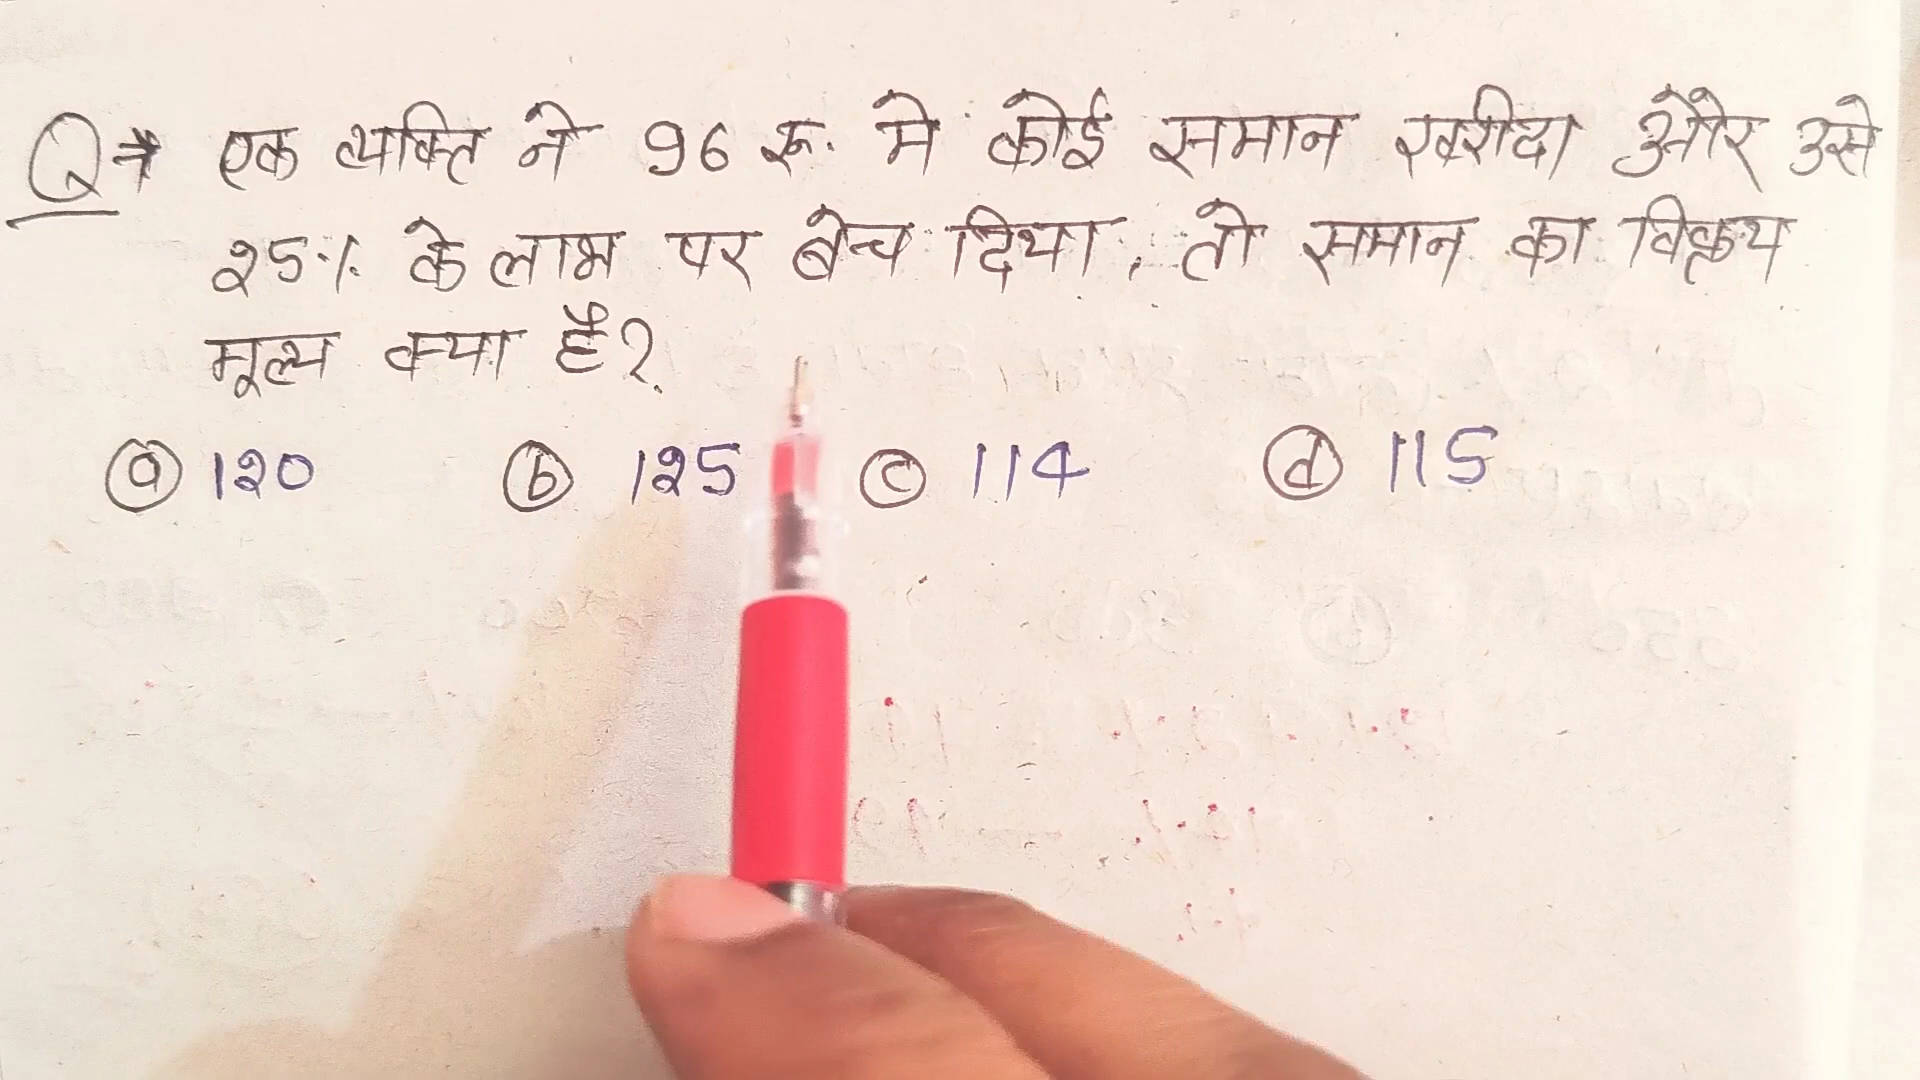 Q→ एक व्यक्ति ने 96 रू. मे कोई समान खरीदा और उसे
25% के लाभ पर बेच दिया, तो समान का विक्रय
मूल्य क्या है?
(a) 120 (b) 125 (c) 114 (d) 115